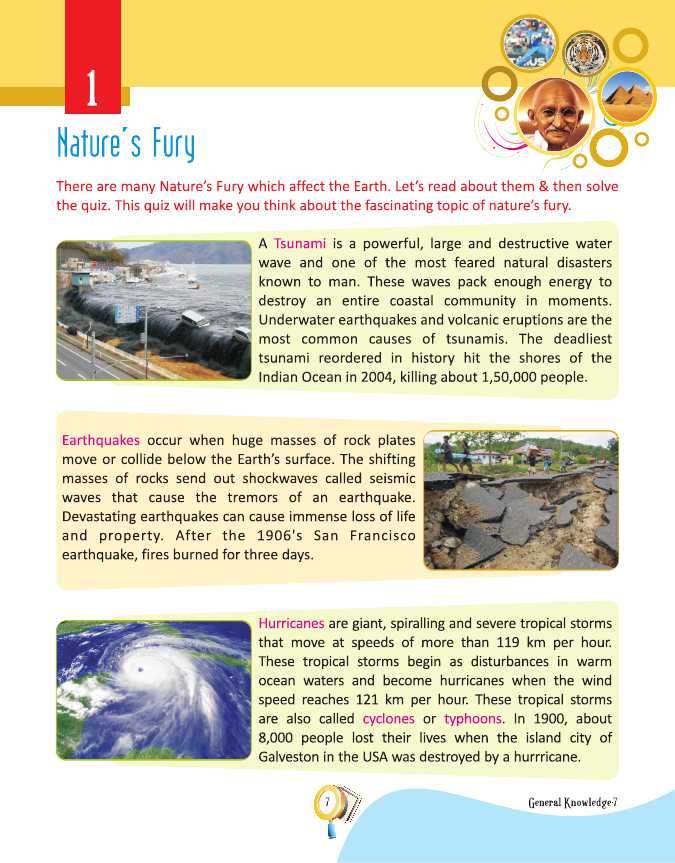 1
Nature's Fury
There are many Nature's Fury which affect the Earth. Let's read about them & then solve
the quiz. This quiz will make you think about the fascinating topic of nature's fury.
A Tsunami is a powerful, large and destructive water
wave and one of the most feared natural disasters
known to man. These waves pack enough energy to
destroy an entire coastal community in moments.
Underwater earthquakes and volcanic eruptions are the
most common causes of tsunamis. The deadliest
tsunami reordered in history hit the shores of the
Indian Ocean in 2004, killing about 1,50,000 people.
Earthquakes occur when huge masses of rock plates
move or collide below the Earth's surface. The shifting
masses of rocks send out shockwaves called seismic
waves that cause the tremors of an earthquake.
Devastating earthquakes can cause immense loss of life
and property. After the 1906's San Francisco
earthquake, fires burned for three days.
Hurricanes are giant, spiralling and severe tropical storms
that move at speeds of more than 119 km per hour.
These tropical storms begin as disturbances in warm
ocean waters and become hurricanes when the wind
speed reaches 121 km per hour. These tropical storms
are also called cyclones or typhoons. In 1900, about
8,000 people lost their lives when the island city of
Galveston in the USA was destroyed by a hurrricane.
7
General Knowledge-7